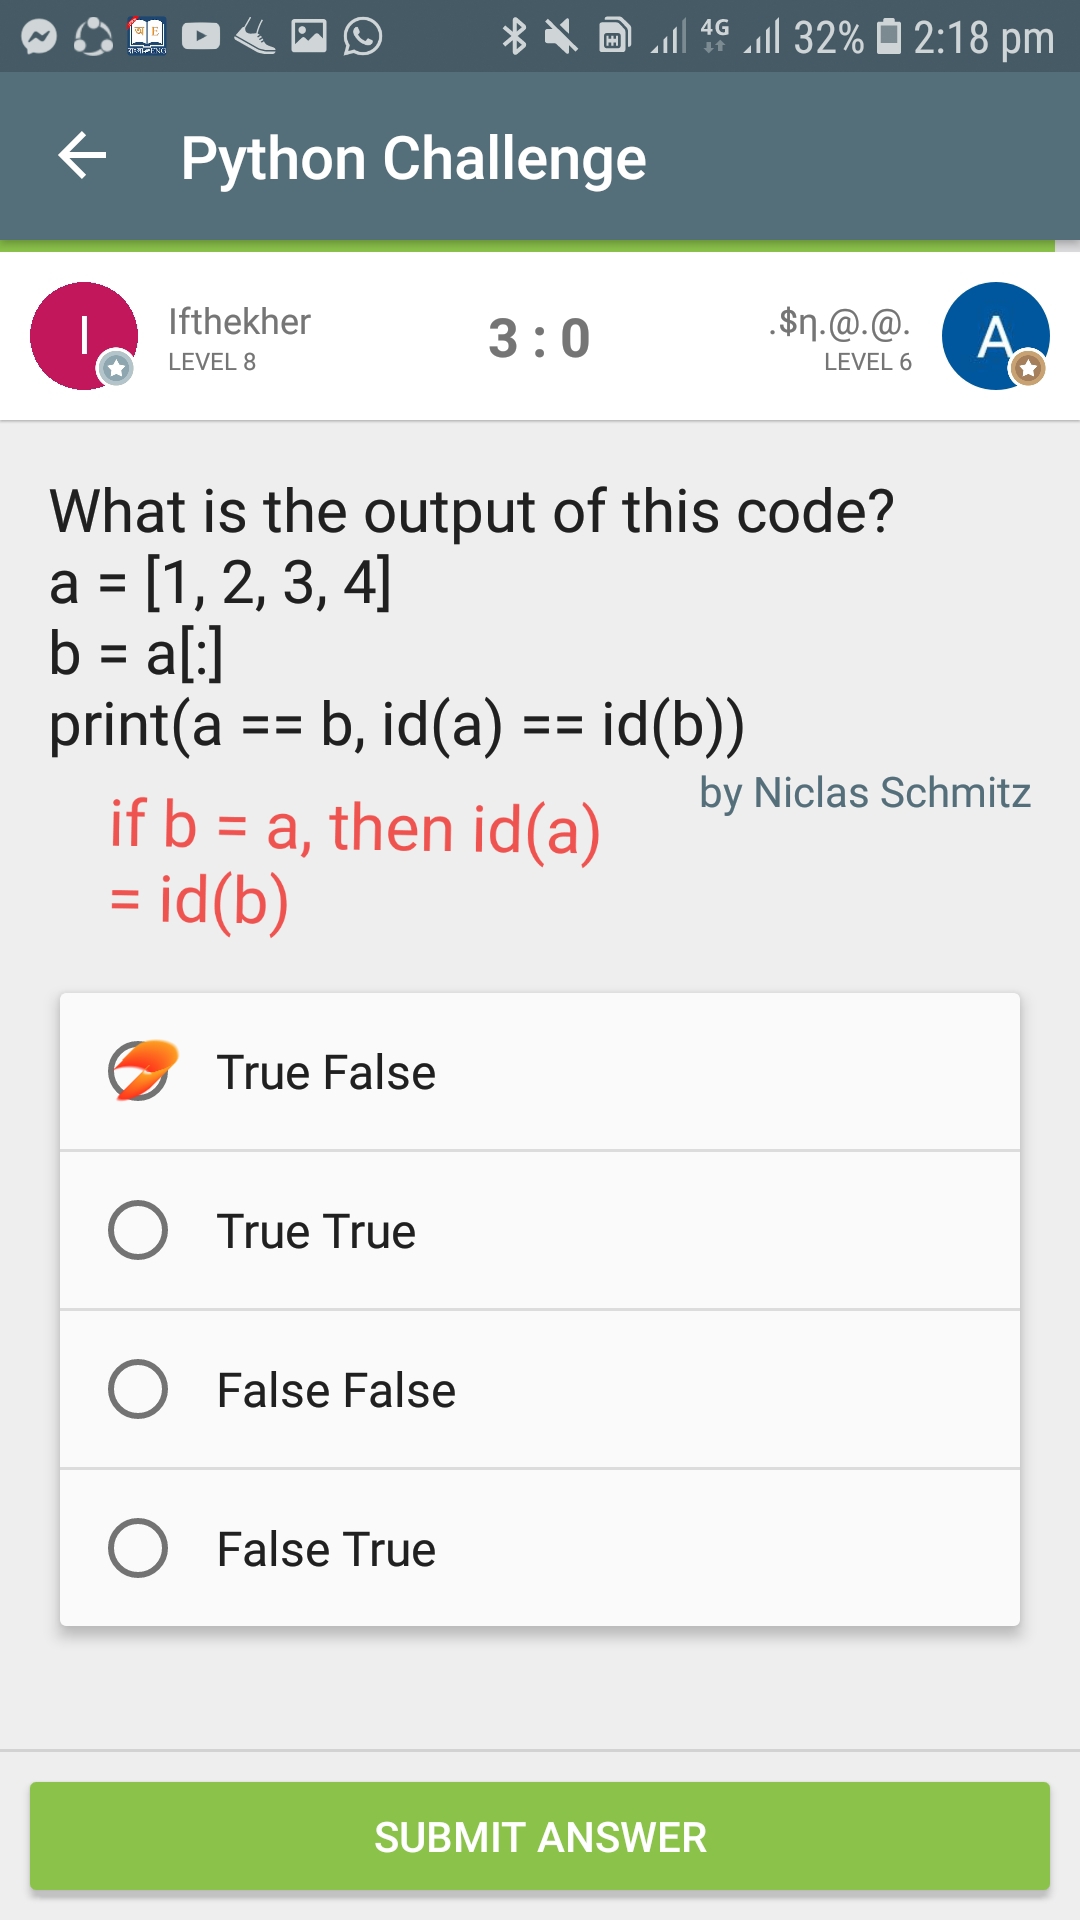 4G 32% 2:18 pm
Python Challenge
I Ifthekher 3 : 0 .$η.@.@. A
LEVEL 8 LEVEL 6
What is the output of this code?
a = [1, 2, 3, 4]
b = a[:]
print(a == b, id(a) == id(b))
by Niclas Schmitz
if b = a, then id(a)
= id(b)
True False
True True
False False
False True
SUBMIT ANSWER